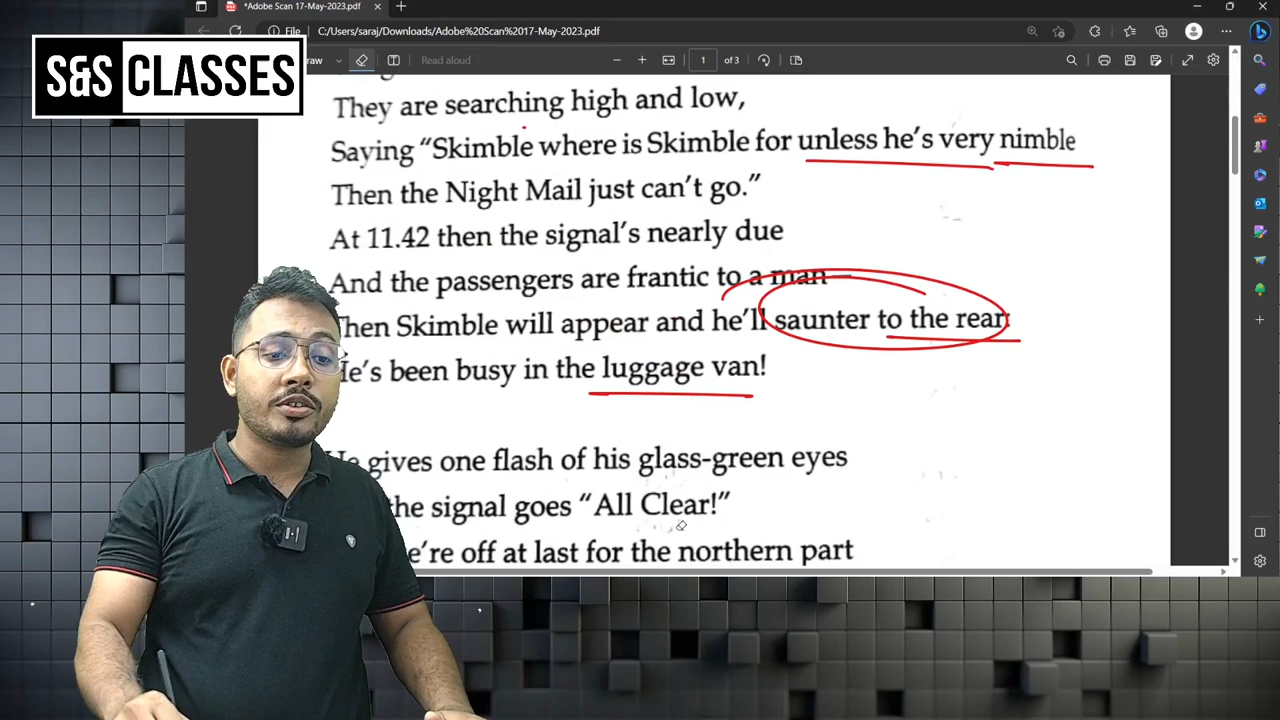 *Adobe Scan 17-May-2023.pdf
File
C:/Users/saraj/Downloads/Adobe%20Scan%2017-May-2023.pdf
S&S CLASSES
Read aloud
1
of 3
They are searching high and low,
Saying “Skimble where is Skimble for unless he’s very nimble
Then the Night Mail just can’t go.”
At 11.42 then the signal’s nearly due
And the passengers are frantic to a man—
Then Skimble will appear and he’ll saunter to the rear:
He’s been busy in the luggage van!
He gives one flash of his glass-green eyes
the signal goes “All Clear!”
we’re off at last for the northern part